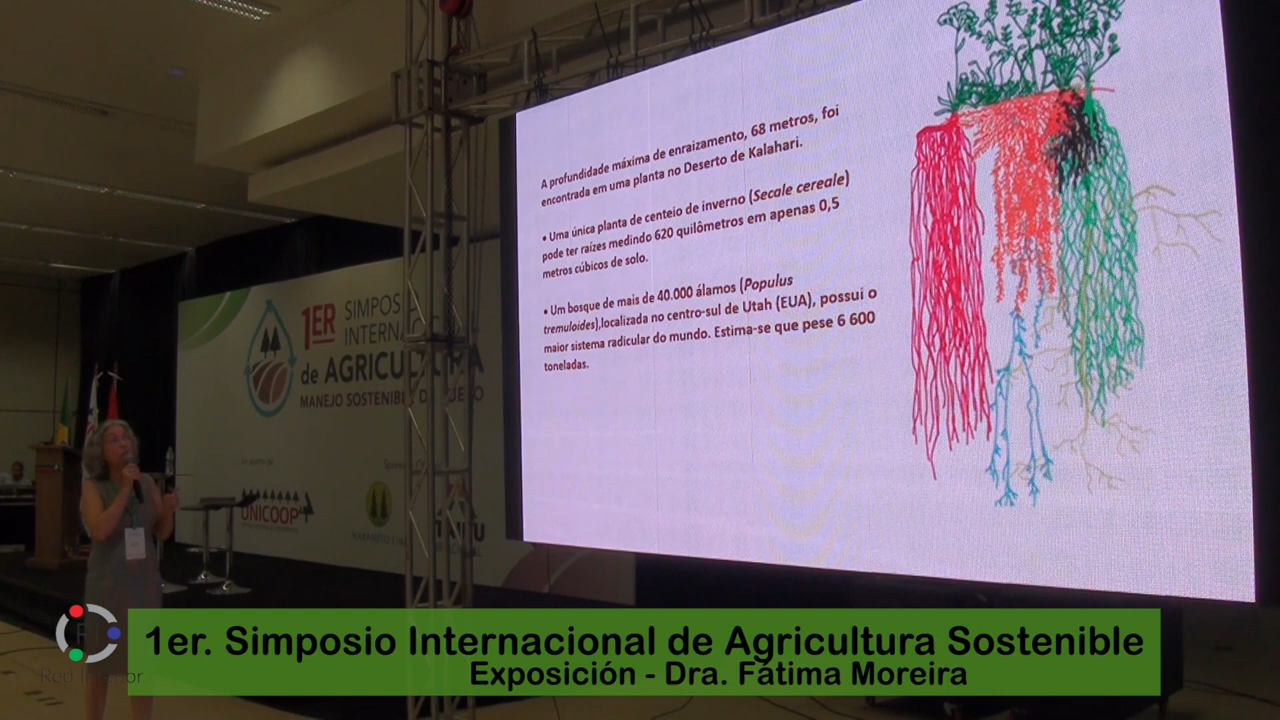 A profundidade máxima de enraizamento, 68 metros, foi
encontrada em uma planta no Deserto de Kalahari.
• Uma única planta de centeio de inverno (Secale cereale)
pode ter raízes medindo 620 quilômetros em apenas 0,5
metros cúbicos de solo.
• Um bosque de mais de 40.000 álamos (Populus
tremuloides),localizada no centro-sul de Utah (EUA), possui o
maior sistema radicular do mundo. Estima-se que pese 6 600
toneladas.
1ER SIMPOSI
INTERNAC
de AGRICULTURA
MANEJO SOSTENIBLE
UNICOOP
Red Interior
1er. Simposio Internacional de Agricultura Sostenible
Exposición - Dra. Fátima Moreira